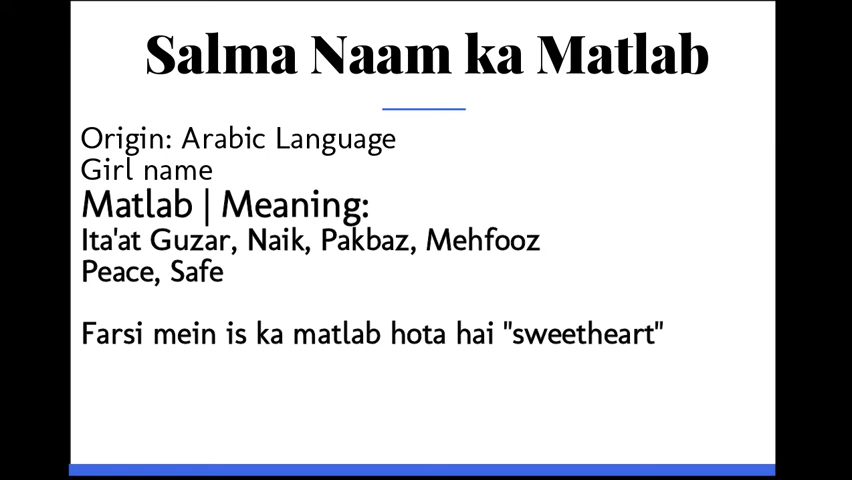 Salma Naam ka Matlab
Origin: Arabic Language
Girl name
Matlab | Meaning:
Ita'at Guzar, Naik, Pakbaz, Mehfooz
Peace, Safe
Farsi mein is ka matlab hota hai "sweetheart"